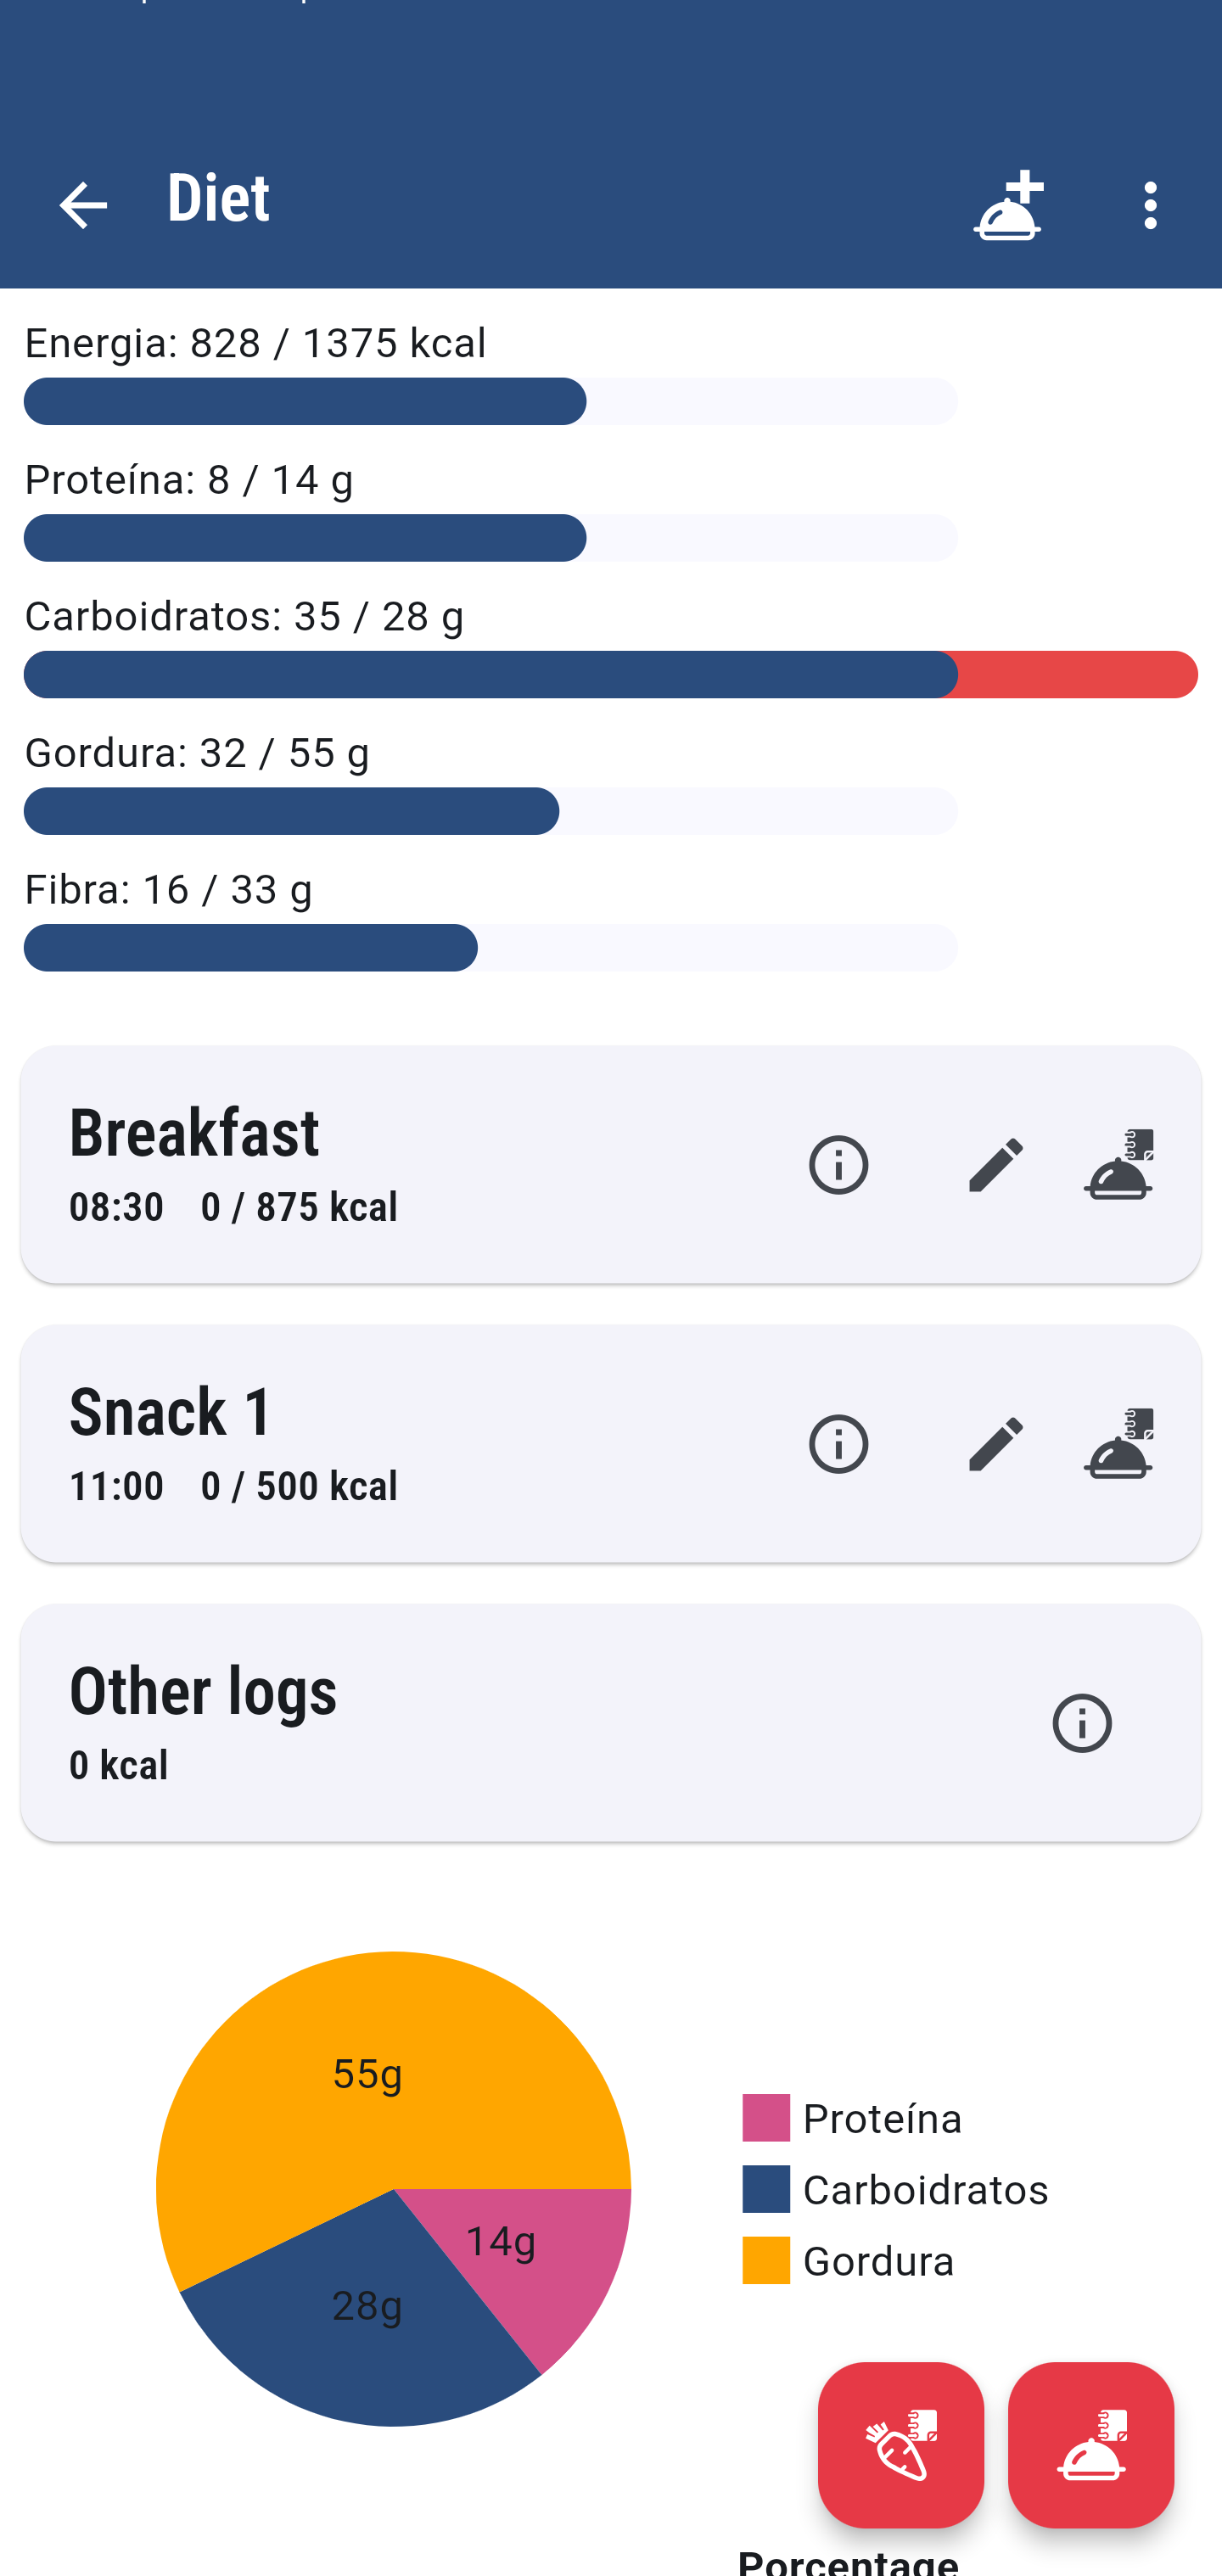 Diet
Energia: 828 / 1375 kcal
Proteína: 8 / 14 g
Carboidratos: 35 / 28 g
Gordura: 32 / 55 g
Fibra: 16 / 33 g
Breakfast
08:30 0 / 875 kcal
Snack 1
11:00 0 / 500 kcal
Other logs
0 kcal
55g
14g
28g
Proteína
Carboidratos
Gordura
Porcentage